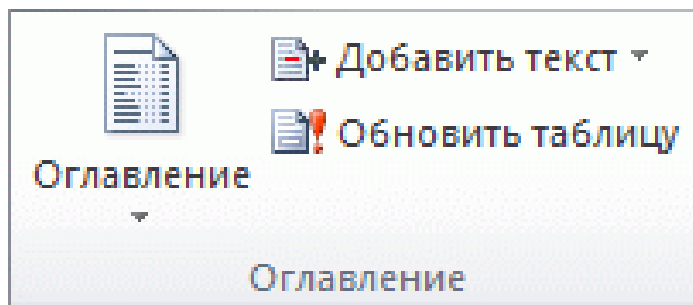 Добавить текст
Обновить таблицу
Оглавление
Оглавление